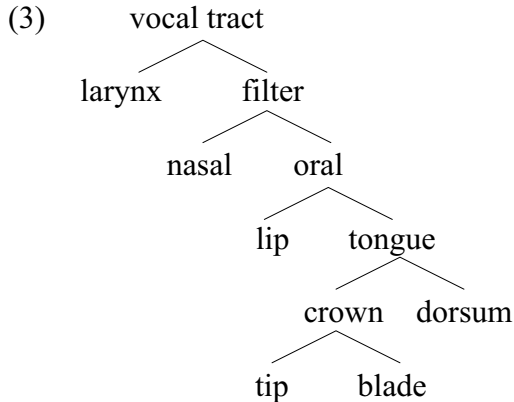 (3) vocal tract
larynx filter
nasal oral
lip tongue
crown dorsum
tip blade